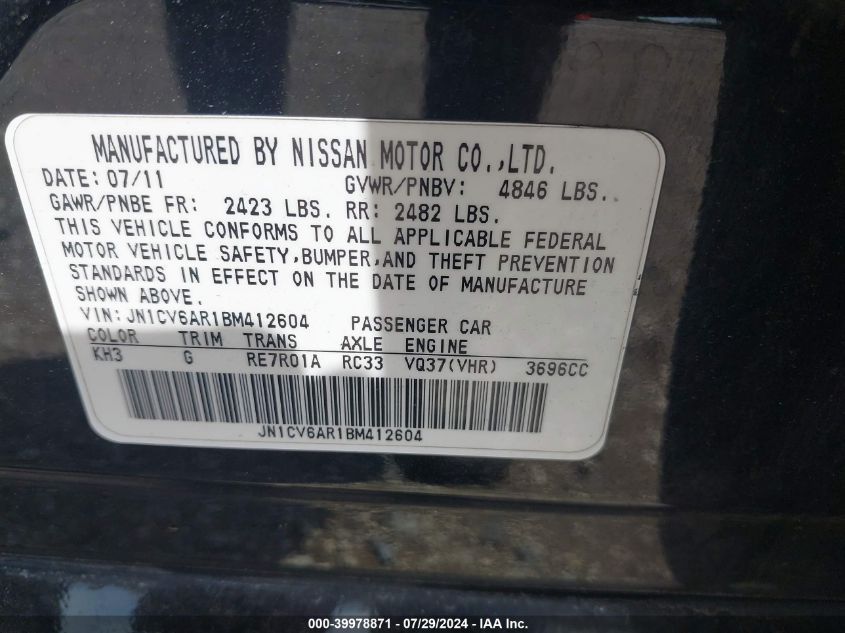 MANUFACTURED BY NISSAN MOTOR CO.,LTD.
DATE: 07/11 GVWR/PNBV: 4846 LBS.
GAWR/PNBE FR: 2423 LBS. RR: 2482 LBS.
THIS VEHICLE CONFORMS TO ALL APPLICABLE FEDERAL
MOTOR VEHICLE SAFETY,BUMPER,AND THEFT PREVENTION
STANDARDS IN EFFECT ON THE DATE OF MANUFACTURE
SHOWN ABOVE.
VIN: JN1CV6AR1BM412604 PASSENGER CAR
COLOR TRIM TRANS AXLE ENGINE
KH3 G RE7R01A RC33 VQ37(VHR) 3696CC
JN1CV6AR1BM412604
000-39978871 / 07/29/2024 - IAA Inc.